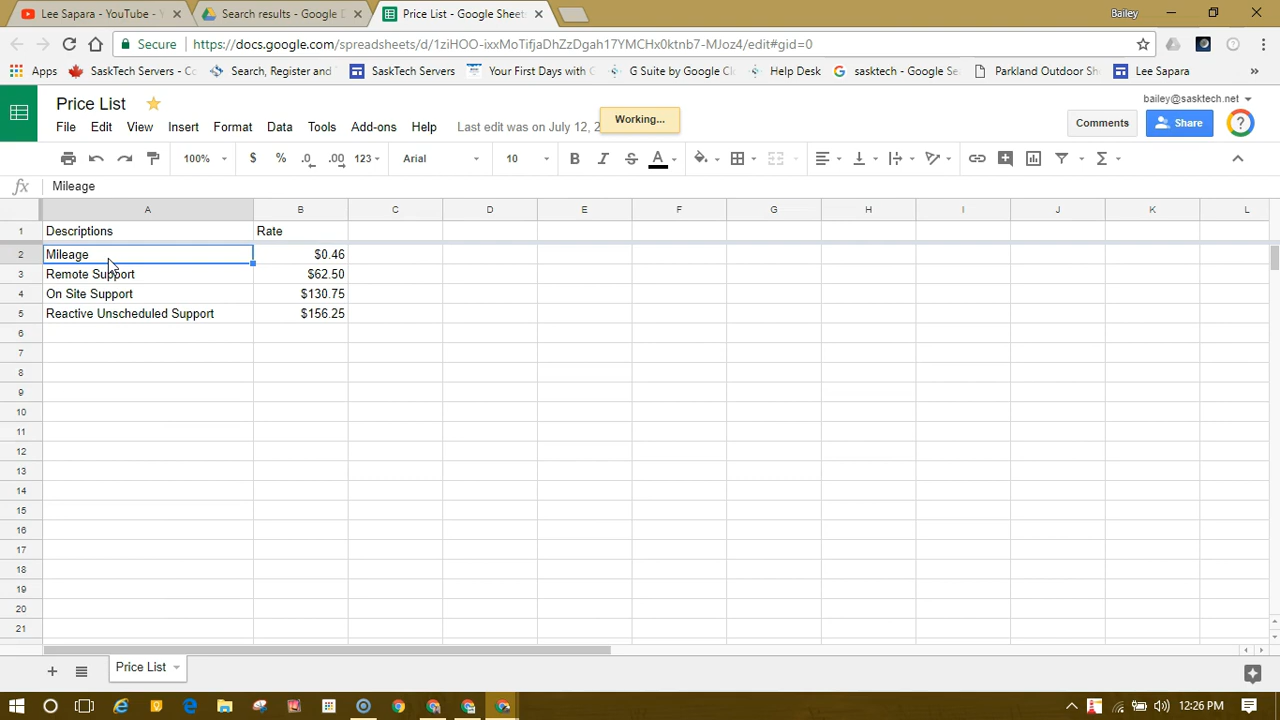 Lee Sapara - YouTube -
Search results - Google D
Price List - Google Sheets
Bailey
Secure
https://docs.google.com/spreadsheets/d/1ziHOO-ixWMoTifjaDhZzDgah17YMCHx0ktnb7-MJoz4/edit#gid=0
Apps
SaskTech Servers - Co
Search, Register and T
SaskTech Servers
Your First Days with G
G Suite by Google Clo
Help Desk
sasktech - Google Se
Parkland Outdoor Sh
Lee Sapara
»
Price List
bailey@sasktech.net
File Edit View Insert Format Data Tools Add-ons Help
Last edit was on July 12, 2
Working...
Comments
Share
100% $ % .0 .00 123 Arial 10 B I S A
fx Mileage
A B C D E F G H I J K L
1 Descriptions Rate
2 Mileage $0.46
3 Remote Support $62.50
4 On Site Support $130.75
5 Reactive Unscheduled Support $156.25
6
7
8
9
10
11
12
13
14
15
16
17
18
19
20
21
+ Price List
12:26 PM